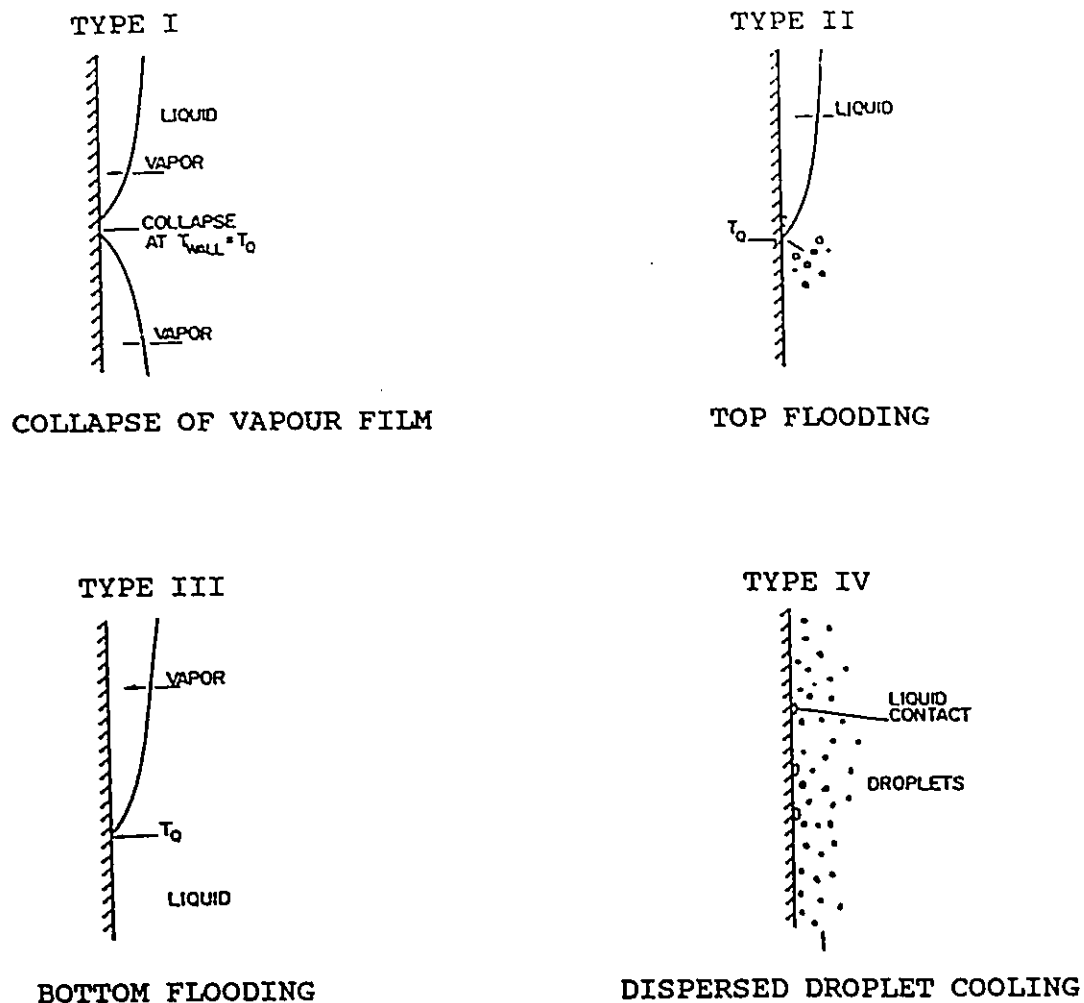 TYPE I
LIQUID
VAPOR
COLLAPSE
AT T_WALL = T_Q
VAPOR
COLLAPSE OF VAPOUR FILM
TYPE II
LIQUID
T_Q
TOP FLOODING
TYPE III
VAPOR
T_Q
LIQUID
BOTTOM FLOODING
TYPE IV
LIQUID
CONTACT
DROPLETS
DISPERSED DROPLET COOLING